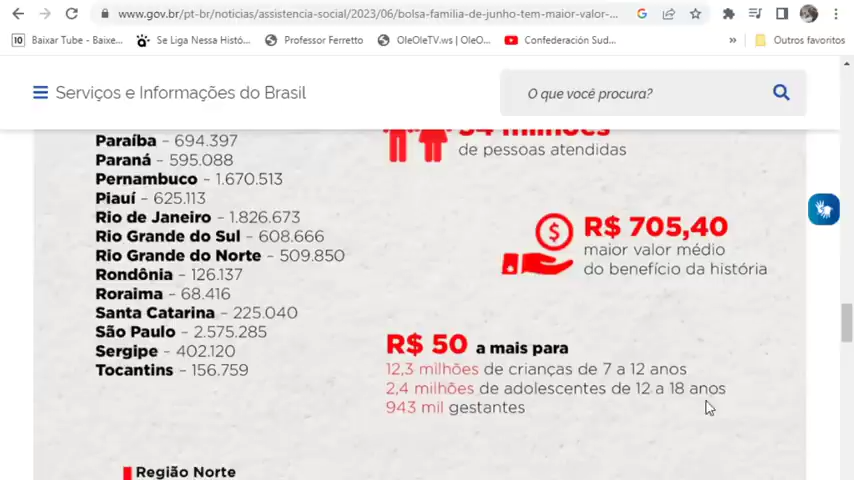 www.gov.br/pt-br/noticias/assistencia-social/2023/06/bolsa-familia-de-junho-tem-maior-valor-...
Baixar Tube - Baixe...
Se Liga Nessa Histó...
Professor Ferretto
OleOleTV.ws | OleO...
Confederación Sud...
»
Outros favoritos
Serviços e Informações do Brasil
O que você procura?
Paraíba – 694.397
Paraná – 595.088
Pernambuco – 1.670.513
Piauí – 625.113
Rio de Janeiro – 1.826.673
Rio Grande do Sul – 608.666
Rio Grande do Norte – 509.850
Rondônia – 126.137
Roraima – 68.416
Santa Catarina – 225.040
São Paulo – 2.575.285
Sergipe – 402.120
Tocantins – 156.759
54 milhões
de pessoas atendidas
R$ 705,40
maior valor médio
do benefício da história
R$ 50 a mais para
12,3 milhões de crianças de 7 a 12 anos
2,4 milhões de adolescentes de 12 a 18 anos
943 mil gestantes
Região Norte